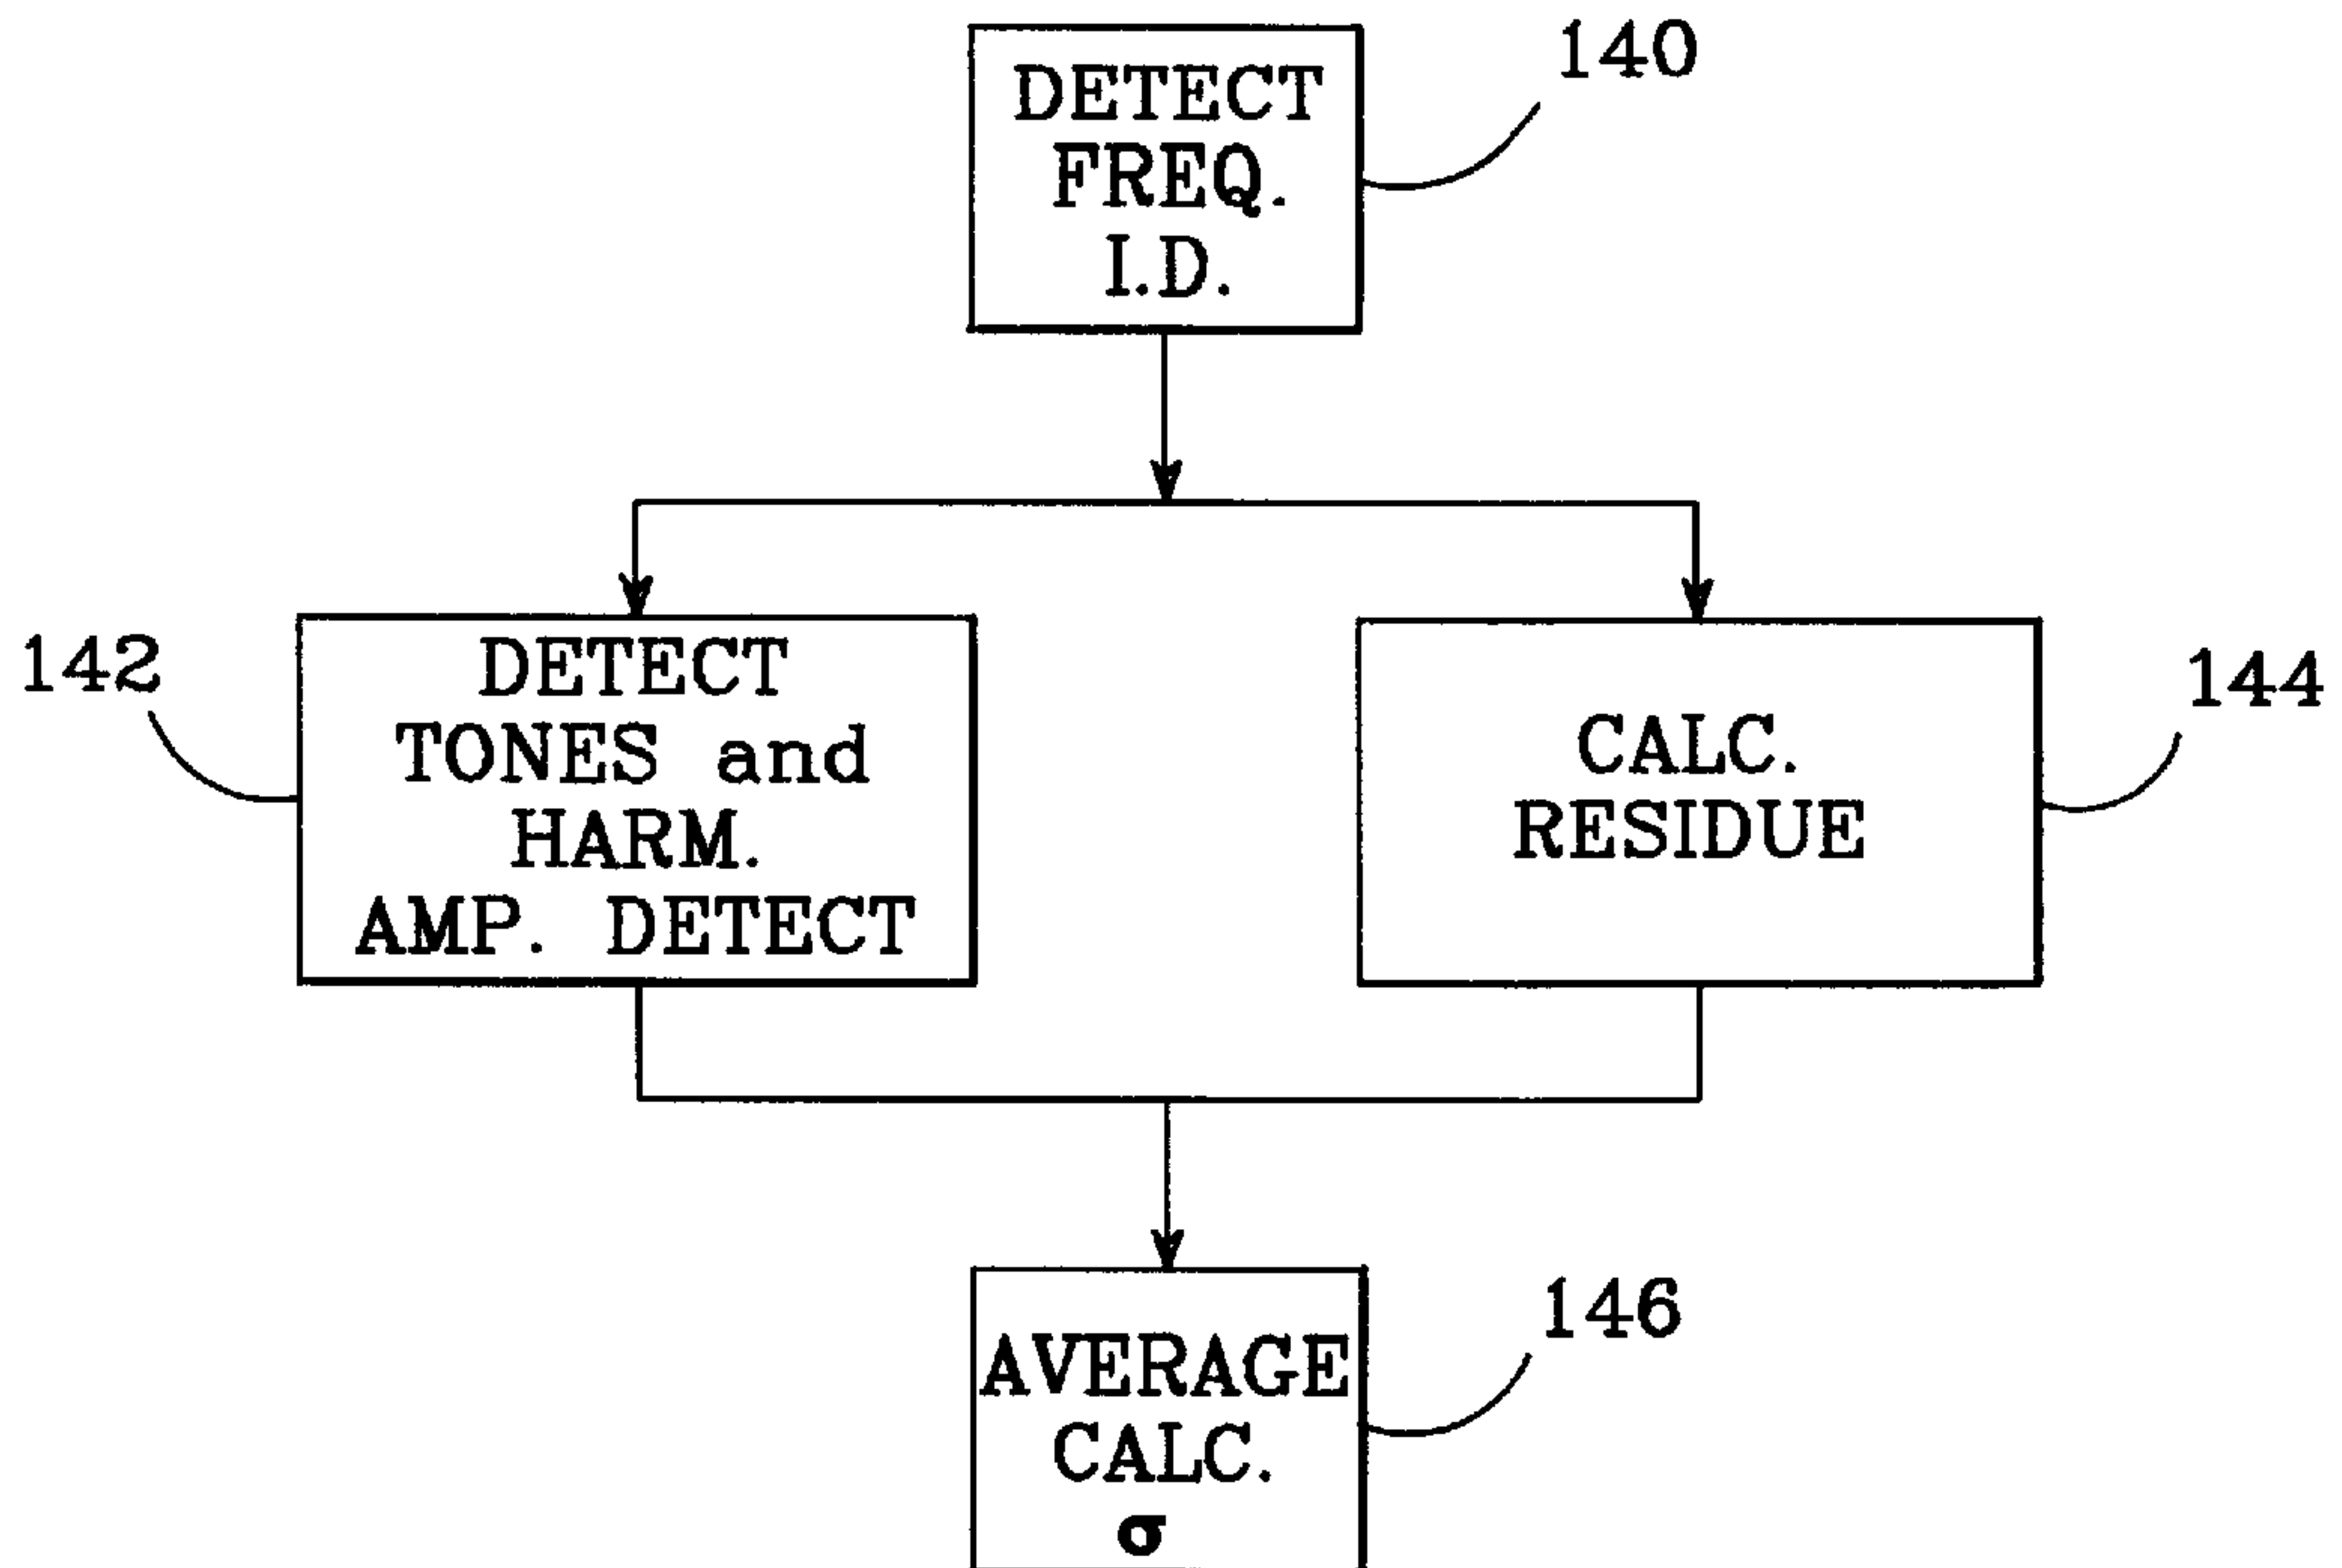 140
DETECT
FREQ.
I.D.
142
DETECT
TONES and
HARM.
AMP. DETECT
144
CALC.
RESIDUE
146
AVERAGE
CALC.
σ